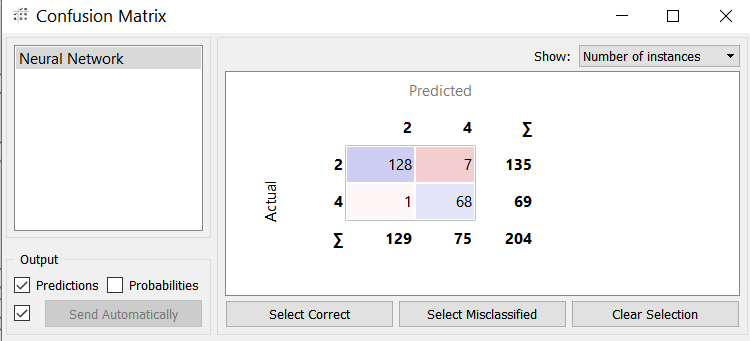 Confusion Matrix
Neural Network
Show: Number of instances
Predicted
2 4 ∑
Actual
2 128 7 135
4 1 68 69
∑ 129 75 204
Output
Predictions Probabilities
Send Automatically
Select Correct Select Misclassified Clear Selection